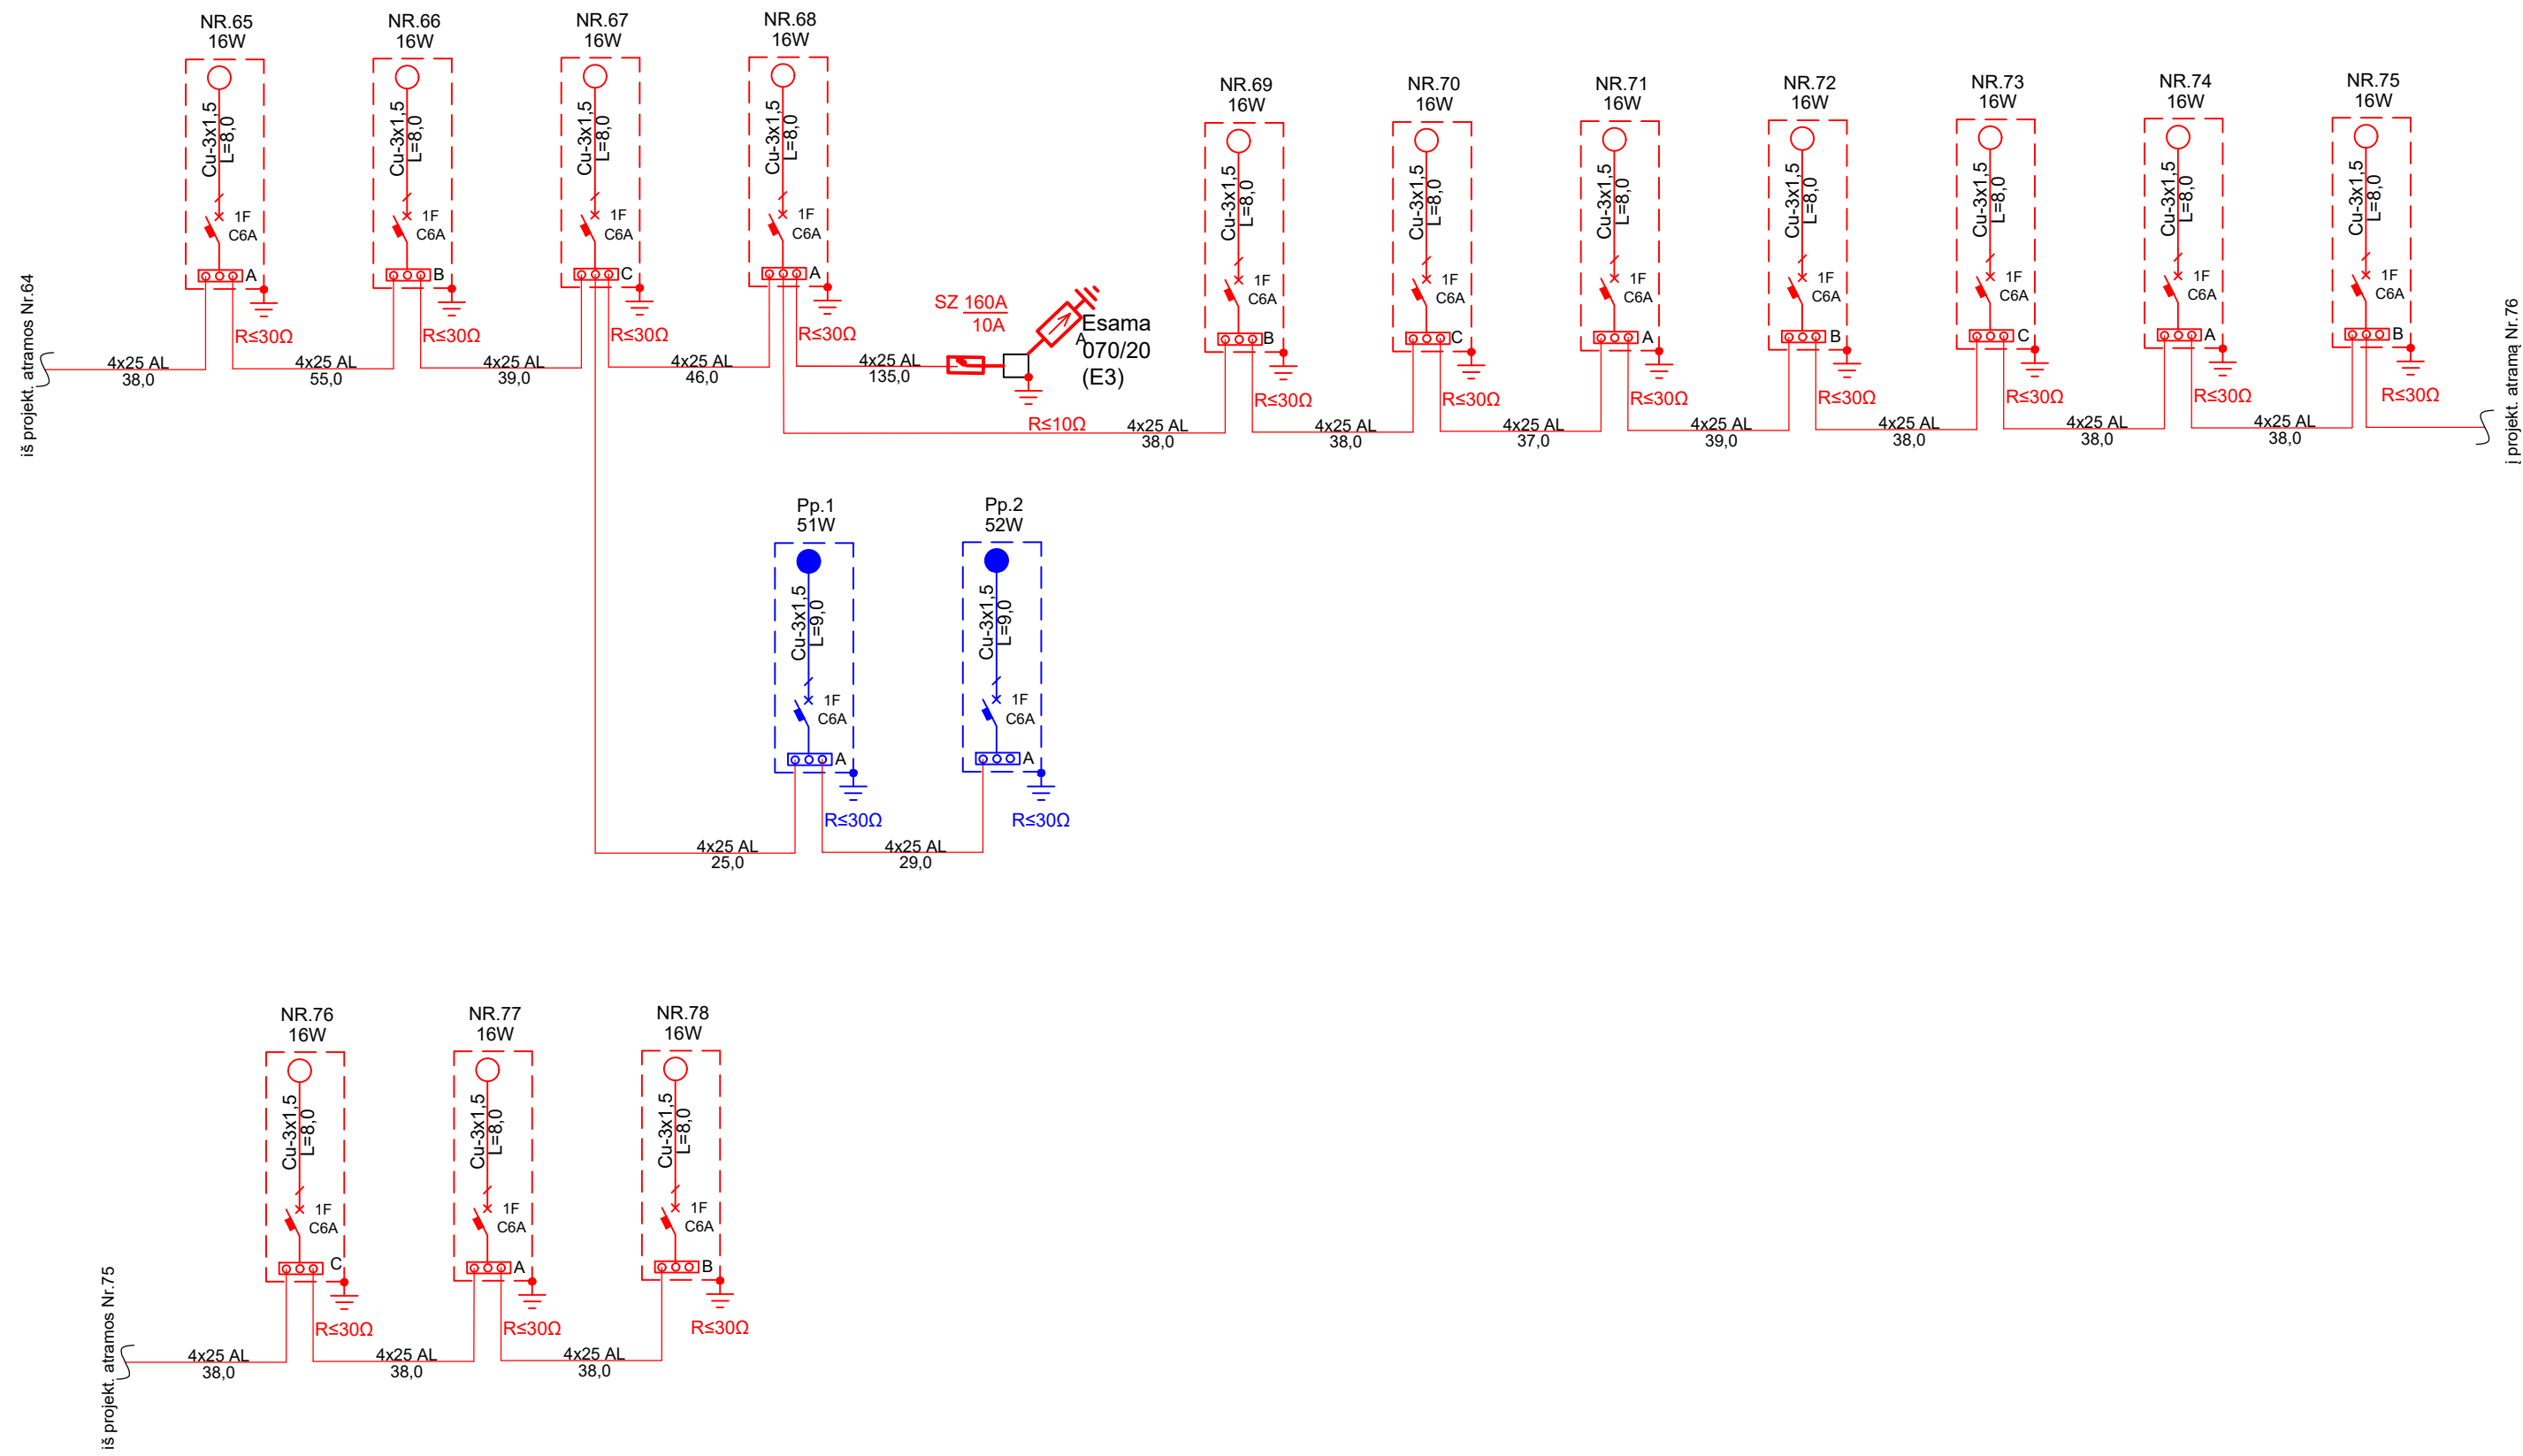 NR.65
16W
Cu-3x1,5
L=8,0
1F
C6A
A
R≤30Ω
NR.66
16W
Cu-3x1,5
L=8,0
1F
C6A
B
R≤30Ω
NR.67
16W
Cu-3x1,5
L=8,0
1F
C6A
C
R≤30Ω
NR.68
16W
Cu-3x1,5
L=8,0
1F
C6A
A
R≤30Ω
iš projekt. atramos Nr.64
4x25 AL
38,0
4x25 AL
55,0
4x25 AL
39,0
4x25 AL
46,0
4x25 AL
135,0
SZ 160A
10A
A
Esama
070/20
(E3)
R≤10Ω
NR.69
16W
Cu-3x1,5
L=8,0
1F
C6A
B
R≤30Ω
NR.70
16W
Cu-3x1,5
L=8,0
1F
C6A
C
R≤30Ω
NR.71
16W
Cu-3x1,5
L=8,0
1F
C6A
A
R≤30Ω
NR.72
16W
Cu-3x1,5
L=8,0
1F
C6A
B
R≤30Ω
NR.73
16W
Cu-3x1,5
L=8,0
1F
C6A
C
R≤30Ω
NR.74
16W
Cu-3x1,5
L=8,0
1F
C6A
A
R≤30Ω
NR.75
16W
Cu-3x1,5
L=8,0
1F
C6A
B
R≤30Ω
4x25 AL
38,0
4x25 AL
38,0
4x25 AL
37,0
4x25 AL
39,0
4x25 AL
38,0
4x25 AL
38,0
4x25 AL
38,0
į projekt. atramą Nr.76
Pp.1
51W
Cu-3x1,5
L=9,0
1F
C6A
A
R≤30Ω
Pp.2
52W
Cu-3x1,5
L=9,0
1F
C6A
A
R≤30Ω
4x25 AL
25,0
4x25 AL
29,0
NR.76
16W
Cu-3x1,5
L=8,0
1F
C6A
C
R≤30Ω
NR.77
16W
Cu-3x1,5
L=8,0
1F
C6A
A
R≤30Ω
NR.78
16W
Cu-3x1,5
L=8,0
1F
C6A
B
R≤30Ω
iš projekt. atramos Nr.75
4x25 AL
38,0
4x25 AL
38,0
4x25 AL
38,0